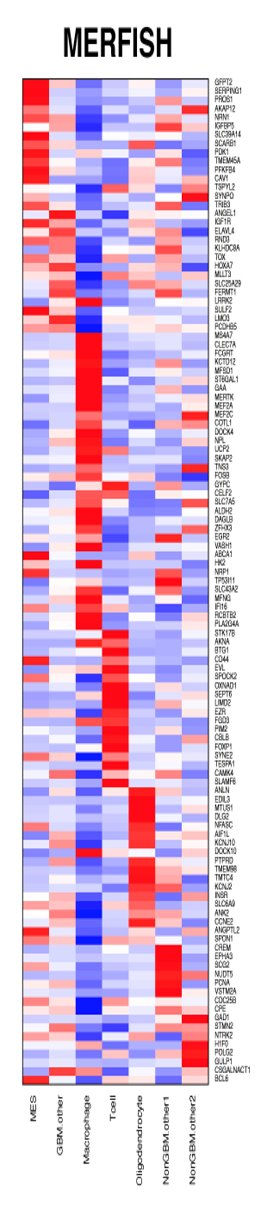 MERFISH
GFPT2
SERPING1
PROS1
AKAP12
NRN1
IGFBP5
SLC39A14
SCARB1
PDK1
TMEM45A
PFKFB4
CAV1
TSPYL2
SYNPO
TRIB3
ANGEL1
IGF1R
ELAVL4
RND3
KLHDC8A
TOX
HOXA7
MLLT3
SLC25A29
FERMT1
LRRK2
SULF2
LMO3
PCDHB5
MS4A7
CLEC7A
FCGRT
KCTD12
MFSD1
ST6GAL1
GAA
MERTK
MEF2A
MEF2C
COTL1
DOCK4
NPL
UCP2
SKAP2
TNS3
FOSB
GYPC
CELF2
SLC7A5
ALDH2
DAGLB
ZFHX3
EGR2
VASH1
ABCA1
HK2
NRP1
TP53I11
SLC43A2
MFNG
IFI16
RCBTB2
PLA2G4A
STK17B
AKNA
BTG1
CD44
EVL
SPOCK2
OXNAD1
SEPT6
LIMD2
EZR
FGD3
PIM2
CBLB
FOXP1
SYNE2
TESPA1
CAMK4
SLAMF6
ANLN
EDIL3
MTUS1
DLG2
NFASC
AIF1L
KCNJ10
DOCK10
PTPRD
TMEM98
TMTC4
KCNJ2
INSR
SLC6A9
ANK2
CCNE2
ANGPTL2
SPON1
CREM
EPHA3
SCG2
NUDT5
PCNA
VSTM2A
CDC25B
CPE
GAD1
STMN2
NTRK2
H1F0
POLG2
GULP1
CSGALNACT1
BCL6
MES
GBM.other
Macrophage
Tcell
Oligodendrocyte
NonGBM.other1
NonGBM.other2